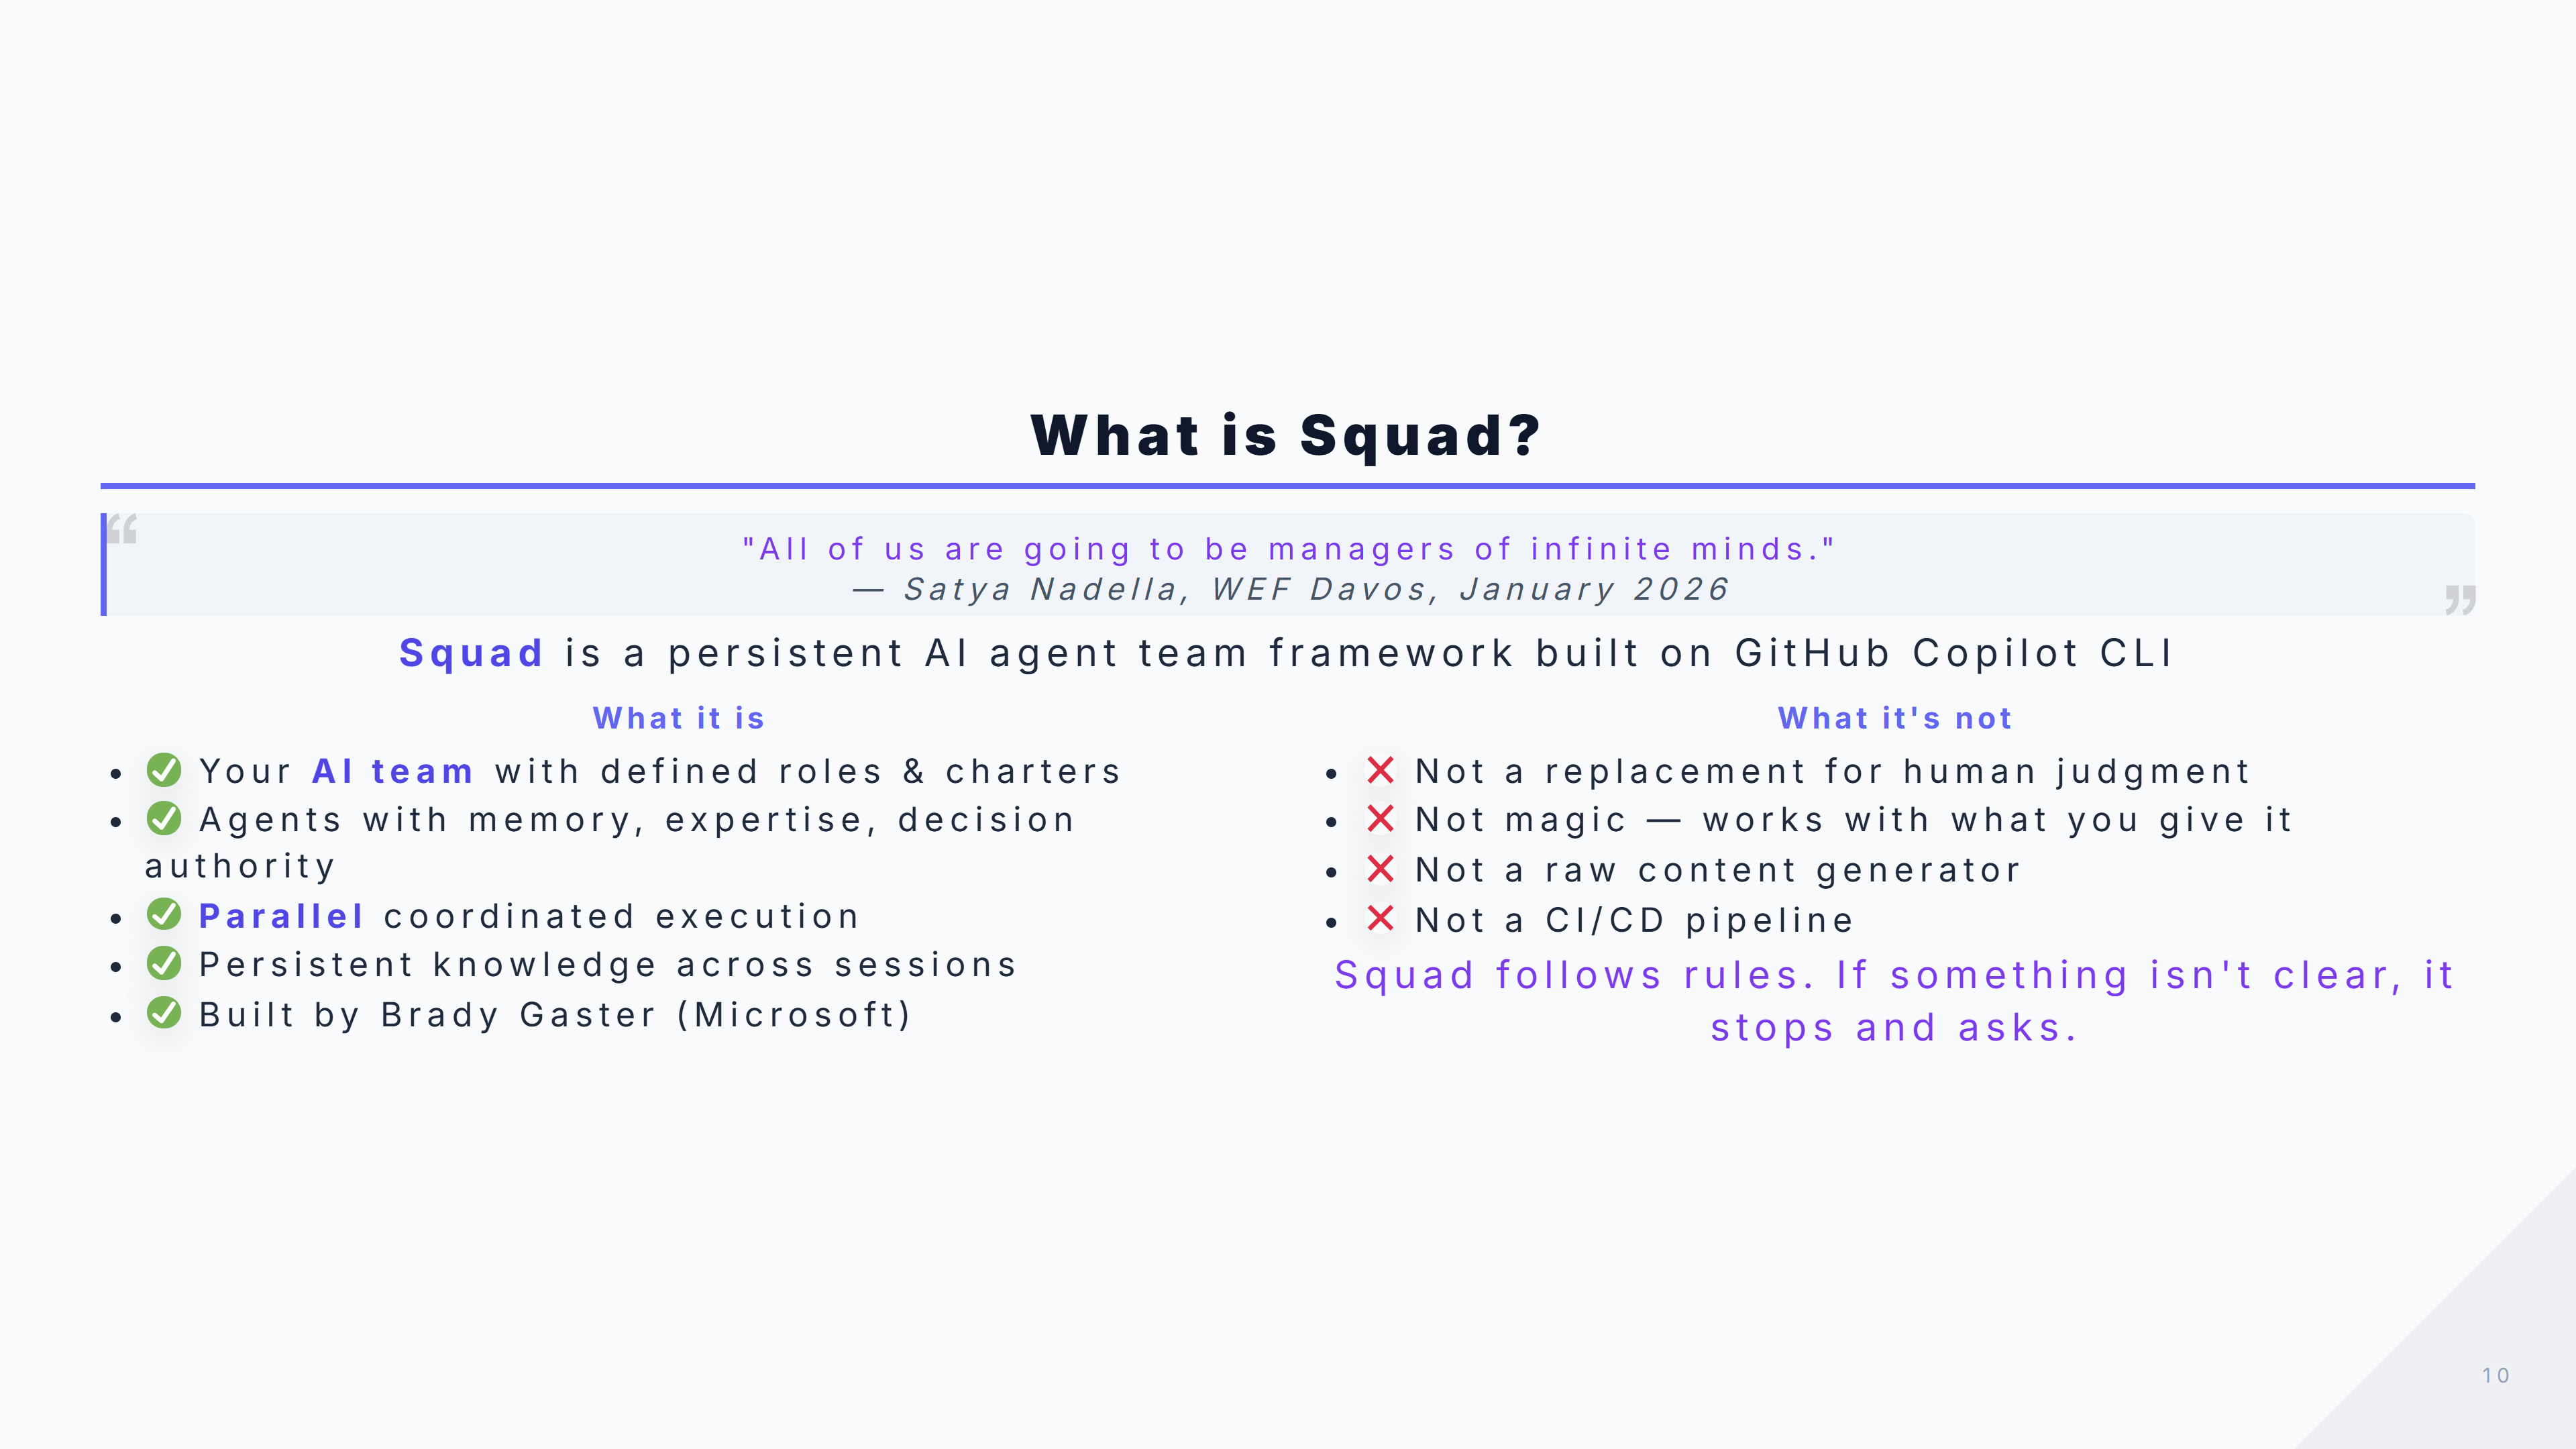 What is Squad?
"All of us are going to be managers of infinite minds."
— Satya Nadella, WEF Davos, January 2026
Squad is a persistent AI agent team framework built on GitHub Copilot CLI
What it is
• ✅ Your AI team with defined roles & charters
• ✅ Agents with memory, expertise, decision
authority
• ✅ Parallel coordinated execution
• ✅ Persistent knowledge across sessions
• ✅ Built by Brady Gaster (Microsoft)
What it's not
• ❌ Not a replacement for human judgment
• ❌ Not magic — works with what you give it
• ❌ Not a raw content generator
• ❌ Not a CI/CD pipeline
Squad follows rules. If something isn't clear, it
stops and asks.
10